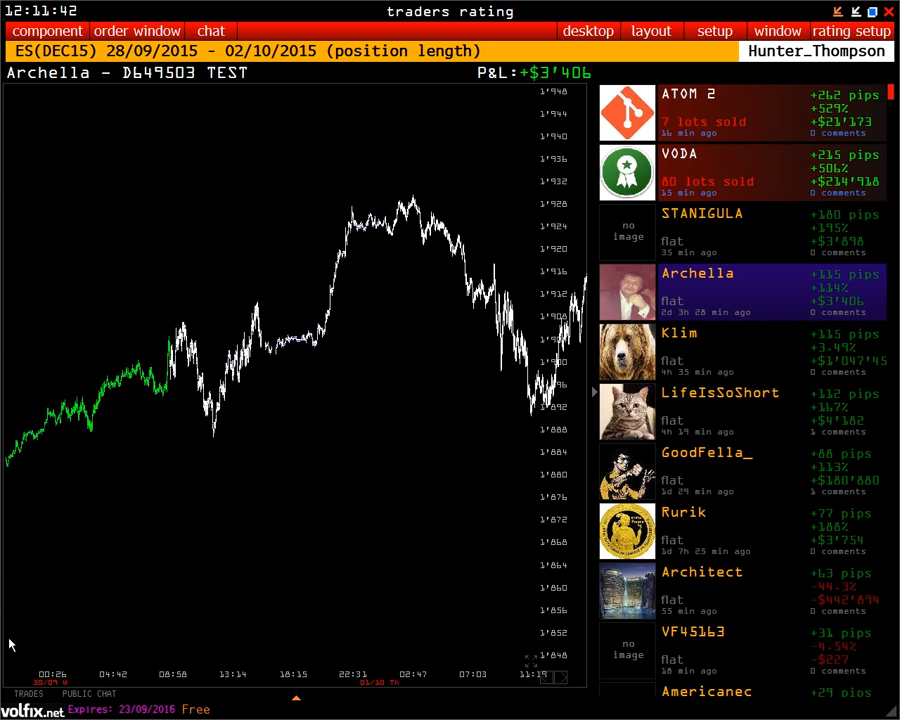 12:11:42
traders rating
component
order window
chat
desktop
layout
setup
window
rating setup
ES(DEC15) 28/09/2015 - 02/10/2015 (position length)
Hunter_Thompson
Archella - D649503 TEST
P&L:+$3'406
1'948
1'944
1'940
1'936
1'932
1'928
1'924
1'920
1'916
1'912
1'908
1'904
1'900
1'896
1'892
1'888
1'884
1'880
1'876
1'872
1'868
1'864
1'860
1'856
1'852
1'848
00:26
04:42
08:58
13:14
18:15
22:31
02:47
07:03
11:19
30/09 W
01/10 Th
ATOM 2
+262 pips
+529%
7 lots sold
+$21'173
16 min ago
0 comments
VODA
+215 pips
+506%
80 lots sold
+$214'918
15 min ago
0 comments
no image
STANIGULA
+180 pips
+195%
flat
+$3'898
35 min ago
0 comments
Archella
+115 pips
+114%
flat
+$3'406
2d 3h 28 min ago
0 comments
Klim
+115 pips
+3.49%
flat
+$1'047'45
4h 35 min ago
0 comments
LifeIsSoShort
+112 pips
+167%
flat
+$4'182
4h 19 min ago
1 comments
GoodFella_
+88 pips
+113%
flat
+$180'880
1d 29 min ago
1 comments
Rurik
+77 pips
+188%
flat
+$3'754
1d 7h 25 min ago
0 comments
Architect
+63 pips
-44.3%
flat
-$442'894
55 min ago
0 comments
no image
VF45163
+31 pips
-4.54%
flat
-$227
18 min ago
0 comments
Americanec
+29 pips
TRADES
PUBLIC CHAT
volfix.net
Expires: 23/09/2016
Free